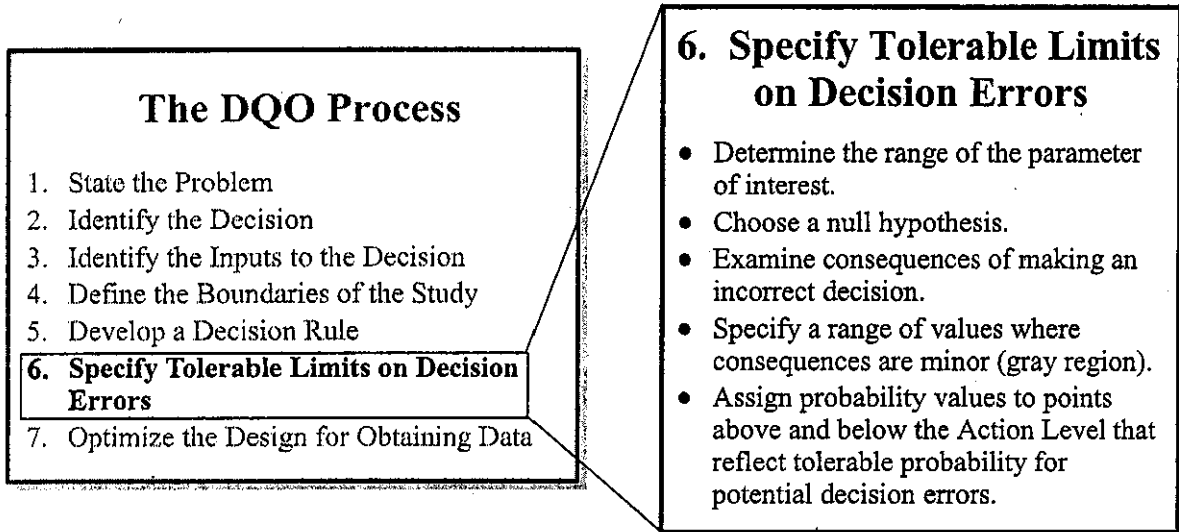 The DQO Process
1. State the Problem
2. Identify the Decision
3. Identify the Inputs to the Decision
4. Define the Boundaries of the Study
5. Develop a Decision Rule
6. Specify Tolerable Limits on Decision
Errors
7. Optimize the Design for Obtaining Data
6. Specify Tolerable Limits
on Decision Errors
● Determine the range of the parameter
of interest.
● Choose a null hypothesis.
● Examine consequences of making an
incorrect decision.
● Specify a range of values where
consequences are minor (gray region).
● Assign probability values to points
above and below the Action Level that
reflect tolerable probability for
potential decision errors.